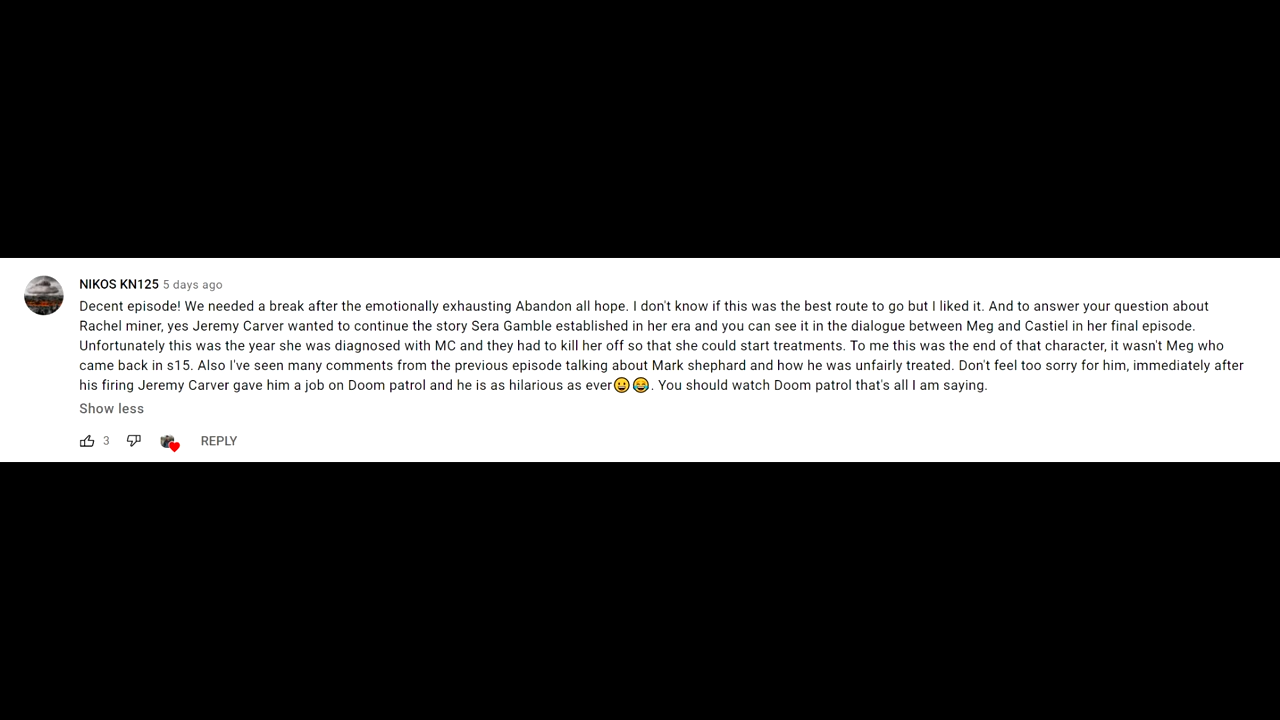 NIKOS KN125 5 days ago
Decent episode! We needed a break after the emotionally exhausting Abandon all hope. I don't know if this was the best route to go but I liked it. And to answer your question about
Rachel miner, yes Jeremy Carver wanted to continue the story Sera Gamble established in her era and you can see it in the dialogue between Meg and Castiel in her final episode.
Unfortunately this was the year she was diagnosed with MC and they had to kill her off so that she could start treatments. To me this was the end of that character, it wasn't Meg who
came back in s15. Also I've seen many comments from the previous episode talking about Mark shephard and how he was unfairly treated. Don't feel too sorry for him, immediately after
his firing Jeremy Carver gave him a job on Doom patrol and he is as hilarious as ever😀😂. You should watch Doom patrol that's all I am saying.
Show less
3 REPLY